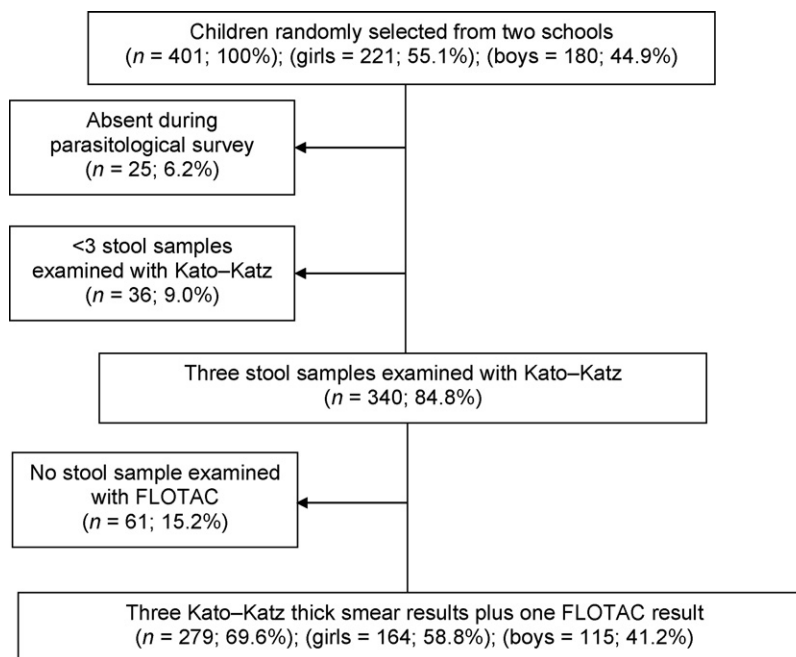 Children randomly selected from two schools
(n = 401; 100%); (girls = 221; 55.1%); (boys = 180; 44.9%)
Absent during
parasitological survey
(n = 25; 6.2%)
<3 stool samples
examined with Kato–Katz
(n = 36; 9.0%)
Three stool samples examined with Kato–Katz
(n = 340; 84.8%)
No stool sample examined
with FLOTAC
(n = 61; 15.2%)
Three Kato–Katz thick smear results plus one FLOTAC result
(n = 279; 69.6%); (girls = 164; 58.8%); (boys = 115; 41.2%)